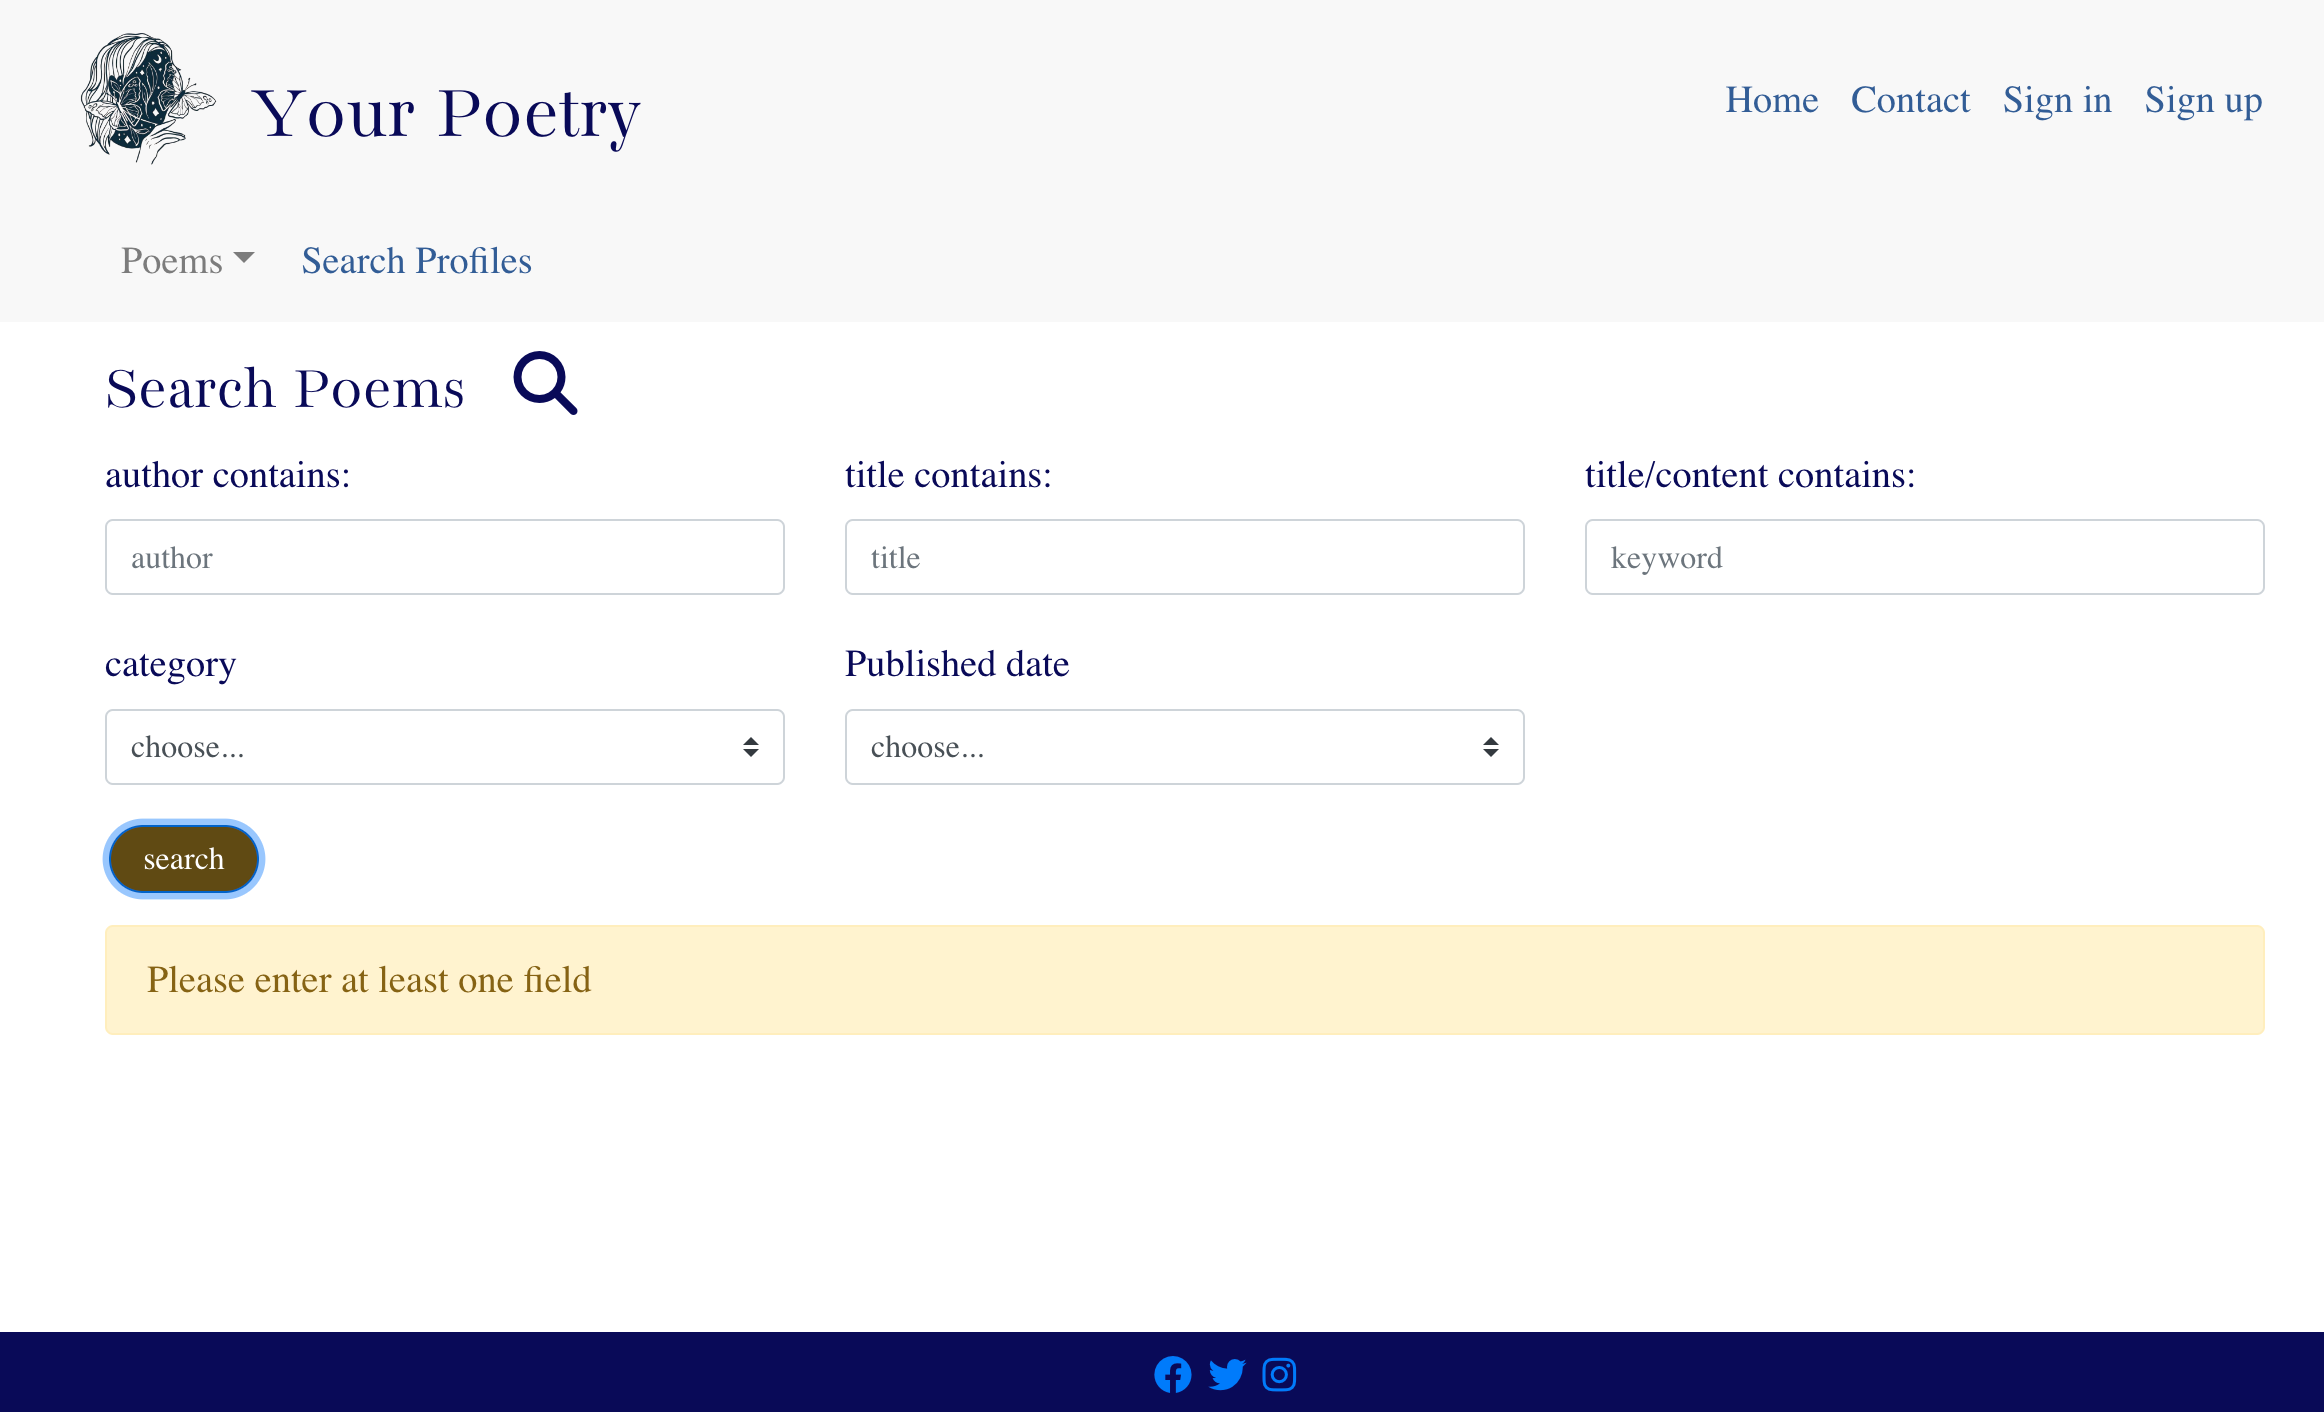 Your Poetry
Home Contact Sign in Sign up
Poems Search Profiles
Search Poems
author contains: title contains: title/content contains:
author title keyword
category Published date
choose... choose...
search
Please enter at least one field